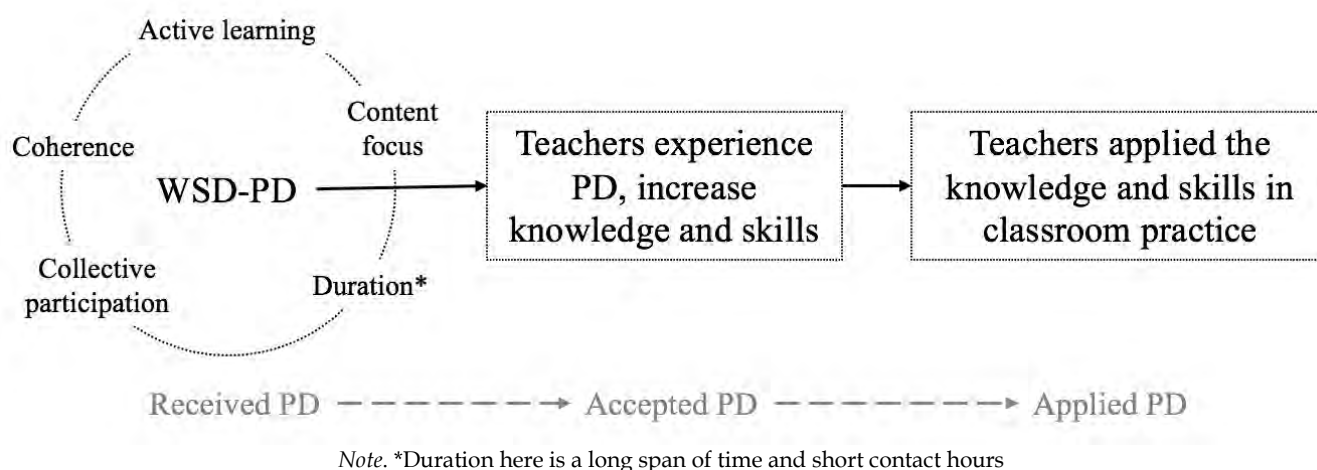 Active learning
Content
focus
Coherence
WSD-PD
Collective
participation
Duration*
Teachers experience
PD, increase
knowledge and skills
Teachers applied the
knowledge and skills in
classroom practice
Received PD
Accepted PD
Applied PD
Note. *Duration here is a long span of time and short contact hours